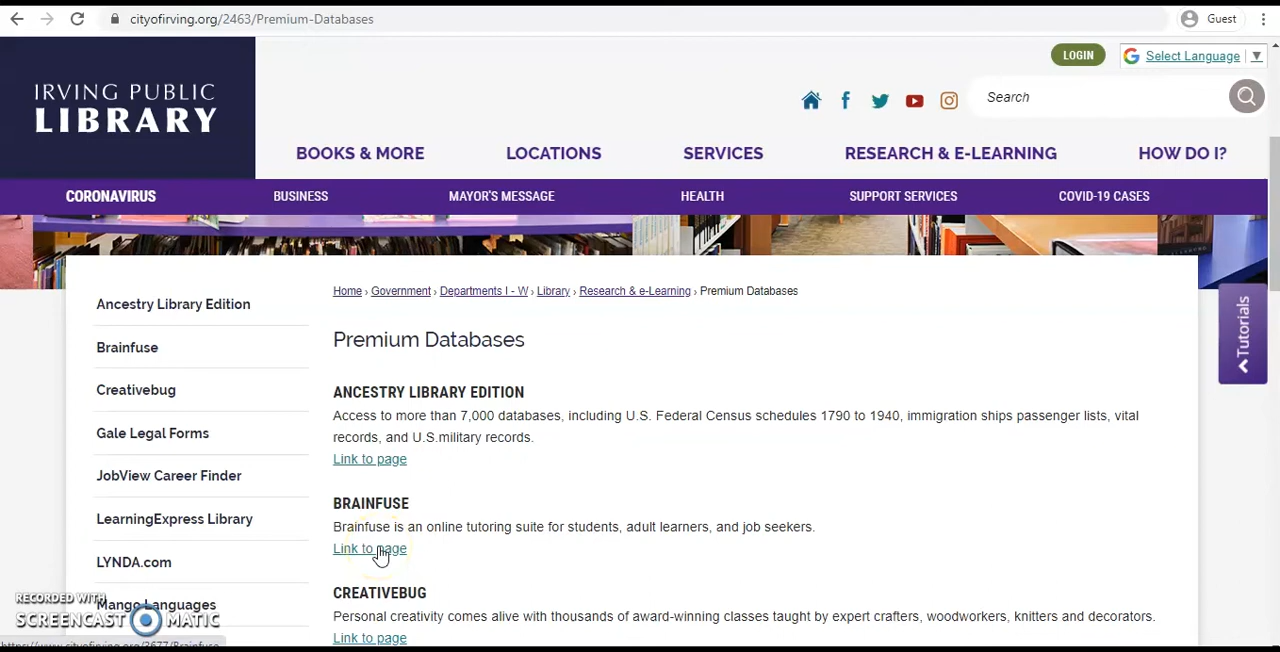 cityofirving.org/2463/Premium-Databases
Guest
IRVING PUBLIC
LIBRARY
LOGIN
Select Language
Search
BOOKS & MORE
LOCATIONS
SERVICES
RESEARCH & E-LEARNING
HOW DO I?
CORONAVIRUS
BUSINESS
MAYOR'S MESSAGE
HEALTH
SUPPORT SERVICES
COVID-19 CASES
Tutorials
Ancestry Library Edition
Brainfuse
Creativebug
Gale Legal Forms
JobView Career Finder
LearningExpress Library
LYNDA.com
Mango Languages
Home › Government › Departments I - W › Library › Research & e-Learning › Premium Databases
Premium Databases
ANCESTRY LIBRARY EDITION
Access to more than 7,000 databases, including U.S. Federal Census schedules 1790 to 1940, immigration ships passenger lists, vital
records, and U.S.military records.
Link to page
BRAINFUSE
Brainfuse is an online tutoring suite for students, adult learners, and job seekers.
Link to page
CREATIVEBUG
Personal creativity comes alive with thousands of award-winning classes taught by expert crafters, woodworkers, knitters and decorators.
Link to page
RECORDED WITH
SCREENCAST MATIC
https://www.cityofirving.org/3677/Brainfuse